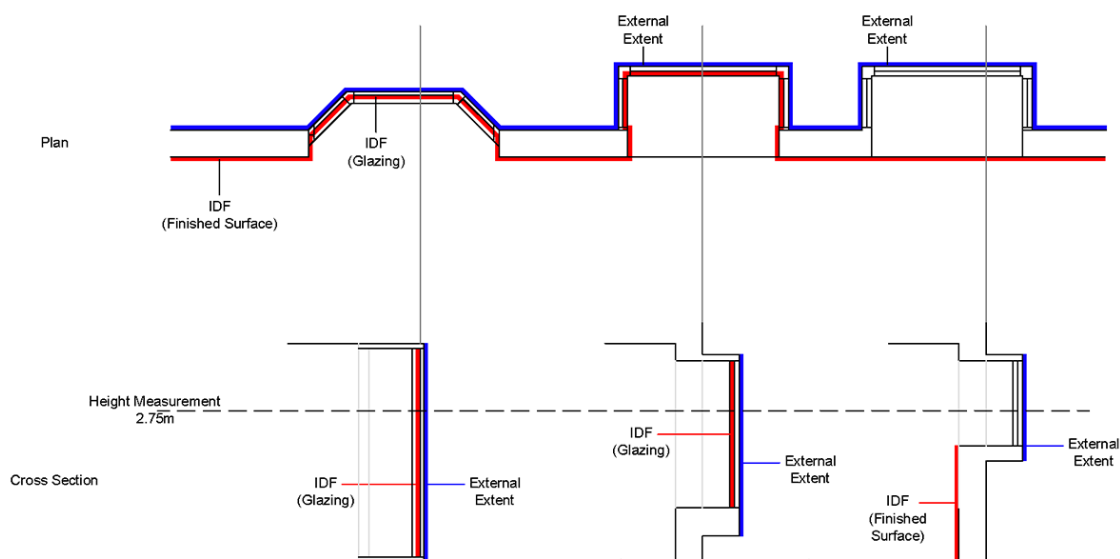 External
Extent
External
Extent
Plan
IDF
(Glazing)
IDF
(Finished Surface)
Height Measurement
2.75m
IDF
(Glazing)
External
Extent
External
Extent
Cross Section
IDF
(Glazing)
External
Extent
IDF
(Finished
Surface)